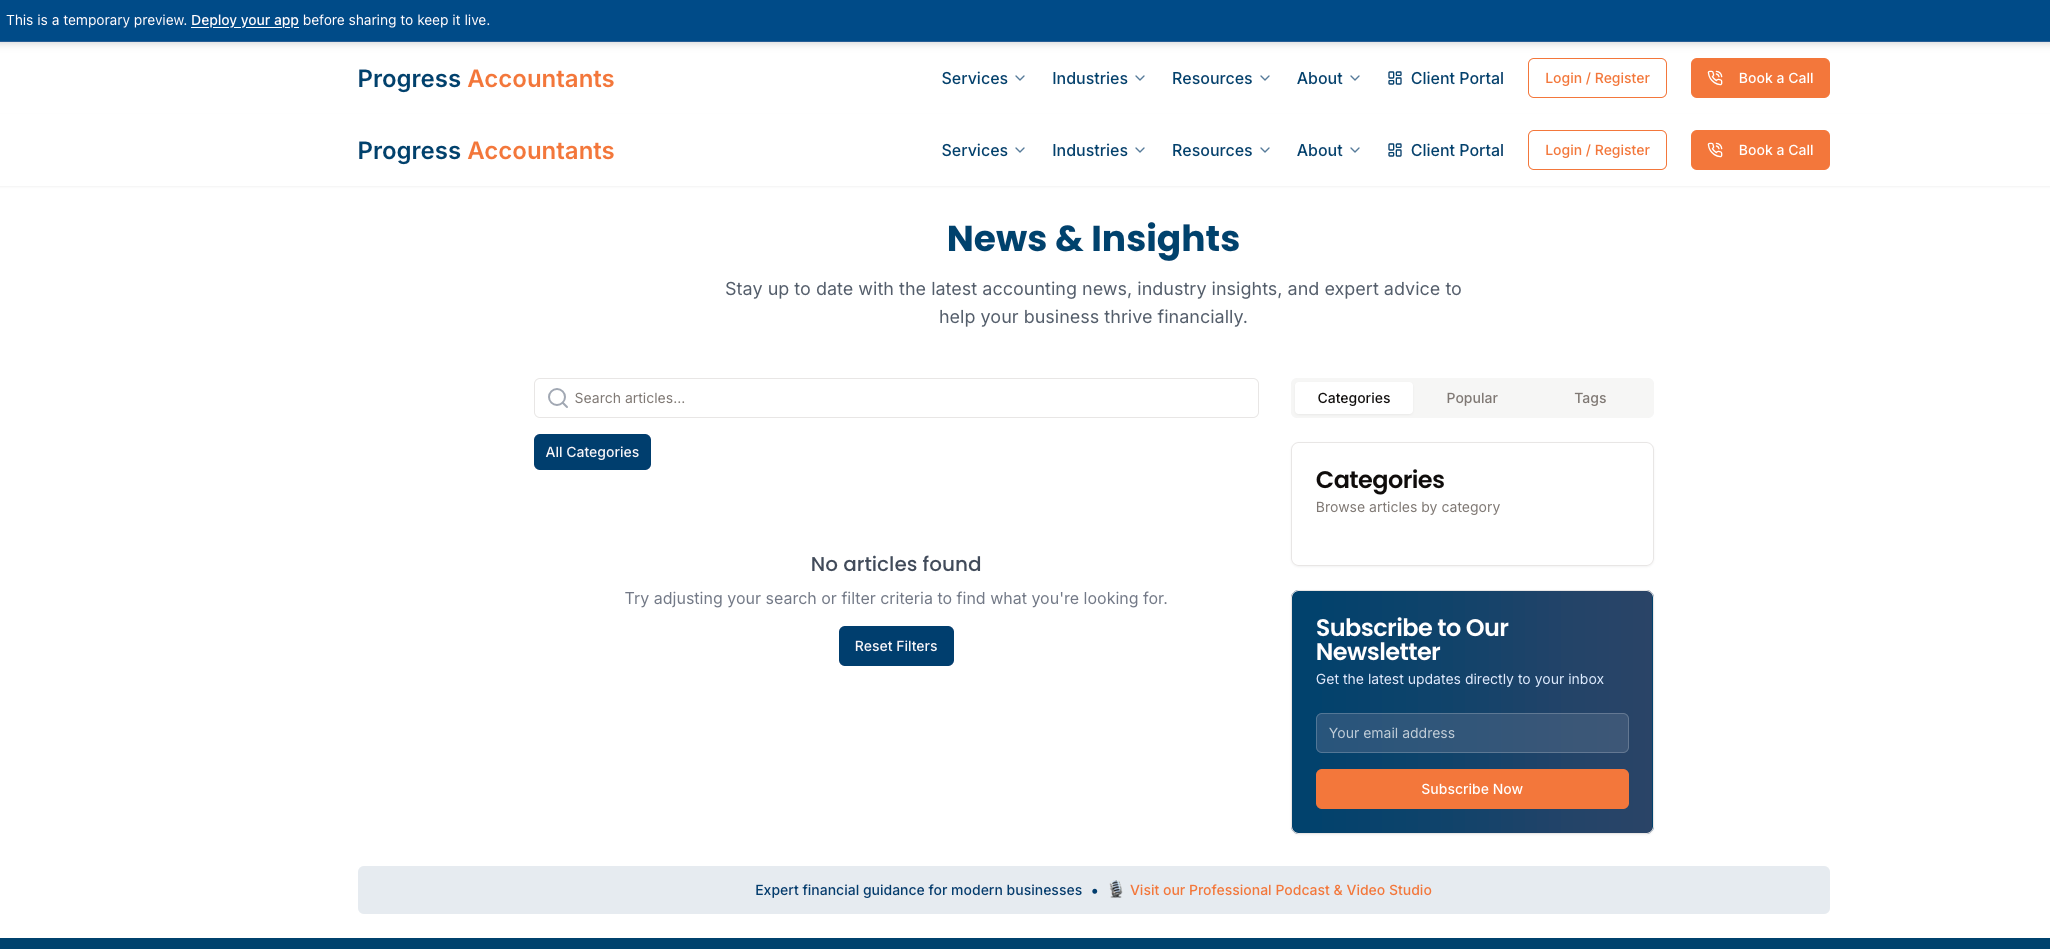 This is a temporary preview. Deploy your app before sharing to keep it live.
Progress Accountants
Services
Industries
Resources
About
Client Portal
Login / Register
Book a Call
Progress Accountants
Services
Industries
Resources
About
Client Portal
Login / Register
Book a Call
News & Insights
Stay up to date with the latest accounting news, industry insights, and expert advice to
help your business thrive financially.
Search articles...
All Categories
No articles found
Try adjusting your search or filter criteria to find what you're looking for.
Reset Filters
Categories
Popular
Tags
Categories
Browse articles by category
Subscribe to Our
Newsletter
Get the latest updates directly to your inbox
Your email address
Subscribe Now
Expert financial guidance for modern businesses • 🎙️ Visit our Professional Podcast & Video Studio